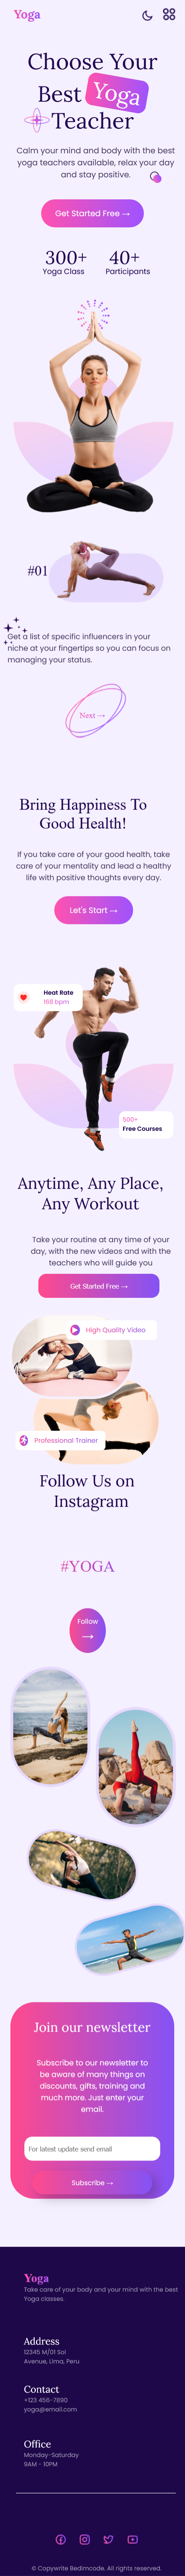 Yoga
Choose Your
Best Yoga
Teacher
Calm your mind and body with the best
yoga teachers available, relax your day
and stay positive.
Get Started Free →
300+ 40+
Yoga Class Participants
#01
Get a list of specific influencers in your
niche at your fingertips so you can focus on
managing your status.
Next →
Bring Happiness To
Good Health!
If you take care of your good health, take
care of your mentality and lead a healthy
life with positive thoughts every day.
Let's Start →
Heat Rate
168 bpm
500+
Free Courses
Anytime, Any Place,
Any Workout
Take your routine at any time of your
day, with the new videos and with the
teachers who will guide you
Get Started Free →
High Quality Video
Professional Trainer
Follow Us on
Instagram
#YOGA
Follow
→
Join our newsletter
Subscribe to our newsletter to
be aware of many things on
discounts, gifts, training and
much more. Just enter your
email.
For latest update send email
Subscribe →
Yoga
Take care of your body and your mind with the best
Yoga classes.
Address
12345 M/01 Sol
Avenue, Lima, Peru
Contact
+123 456-7890
yoga@email.com
Office
Monday-Saturday
9AM - 10PM
© Copywrite Bedimcode. All rights reserved.